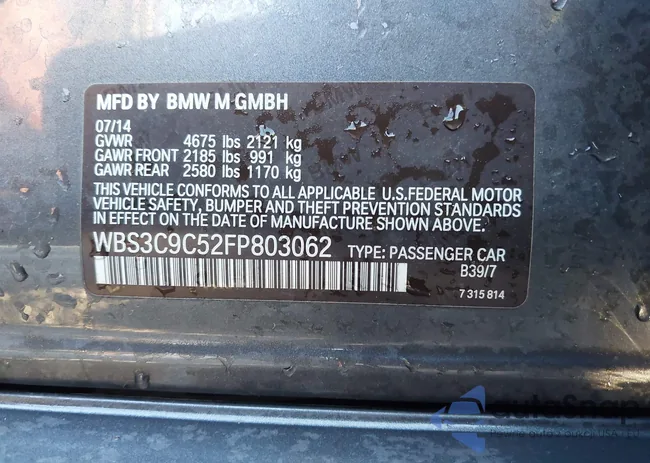 MFD BY BMW M GMBH
07/14
GVWR 4675 lbs 2121 kg
GAWR FRONT 2185 lbs 991 kg
GAWR REAR 2580 lbs 1170 kg
THIS VEHICLE CONFORMS TO ALL APPLICABLE U.S.FEDERAL MOTOR
VEHICLE SAFETY, BUMPER AND THEFT PREVENTION STANDARDS
IN EFFECT ON THE DATE OF MANUFACTURE SHOWN ABOVE.
WBS3C9C52FP803062 TYPE: PASSENGER CAR
B39/7
7 315 814
autoSnap